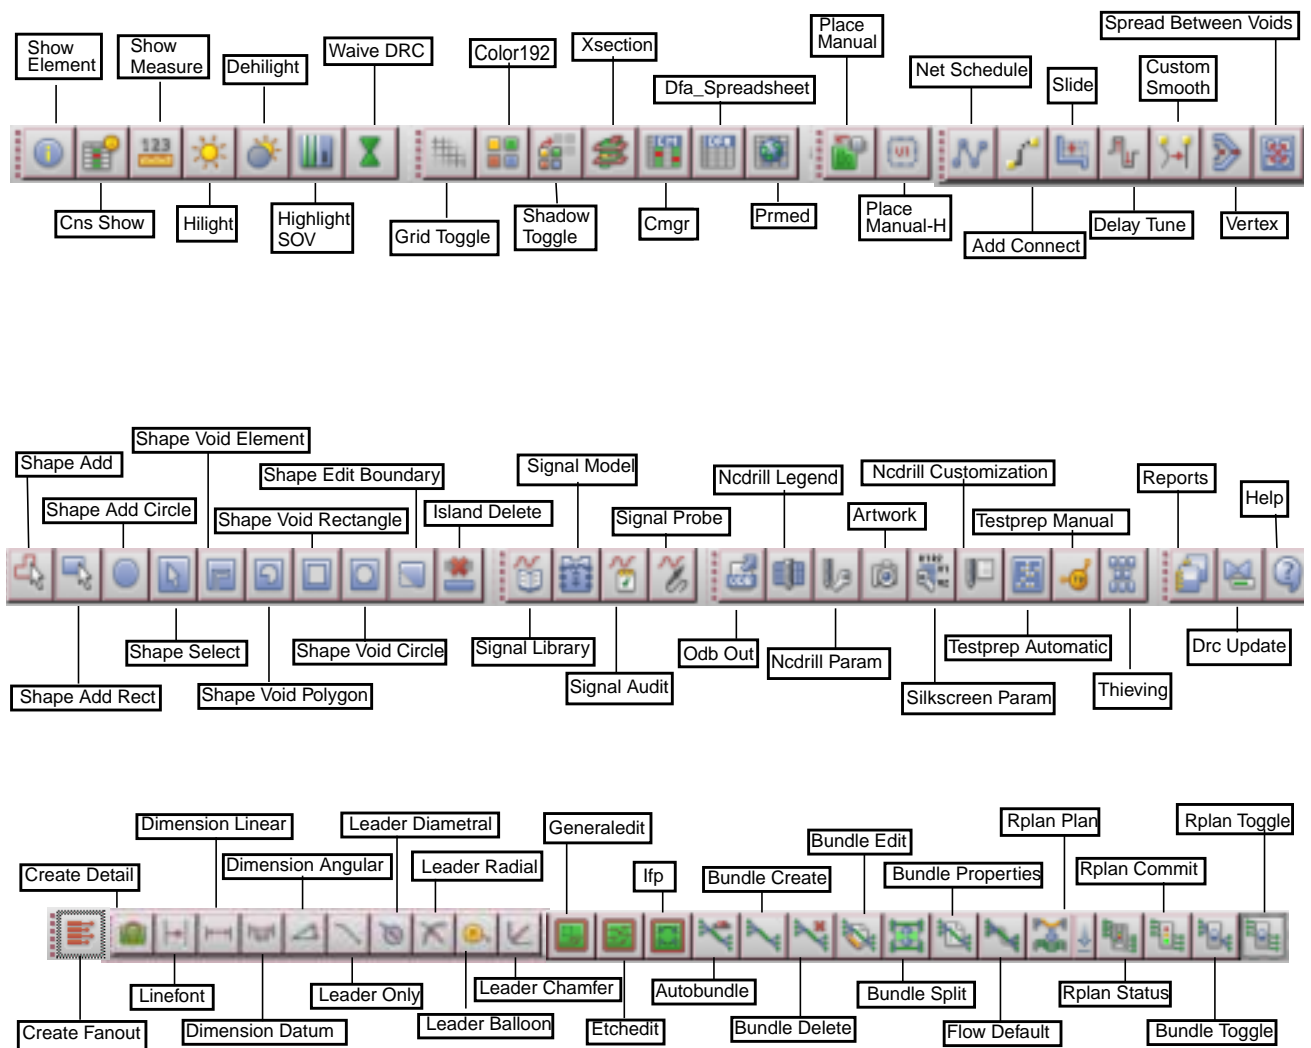 Spread Between Voids
Show
Element
Show
Measure
Dehilight
Waive DRC
Color192
Xsection
Dfa_Spreadsheet
Place
Manual
Net Schedule
Slide
Custom
Smooth
123
UI
Cns Show
Hilight
Highlight
SOV
Grid Toggle
Shadow
Toggle
Cmgr
Prmed
Place
Manual-H
Add Connect
Delay Tune
Vertex
Shape Void Element
Shape Add
Shape Edit Boundary
Signal Model
Ncdrill Legend
Ncdrill Customization
Reports
Help
Shape Add Circle
Shape Void Rectangle
Island Delete
Signal Probe
Artwork
Testprep Manual
Shape Select
Shape Void Circle
Signal Library
Odb Out
Ncdrill Param
Testprep Automatic
Drc Update
Shape Add Rect
Shape Void Polygon
Signal Audit
Silkscreen Param
Thieving
Dimension Linear
Leader Diametral
Generaledit
Rplan Plan
Rplan Toggle
Create Detail
Dimension Angular
Leader Radial
Ifp
Bundle Create
Bundle Edit
Bundle Properties
Rplan Commit
Linefont
Leader Only
Leader Chamfer
Autobundle
Bundle Split
Rplan Status
Create Fanout
Dimension Datum
Leader Balloon
Etchedit
Bundle Delete
Flow Default
Bundle Toggle